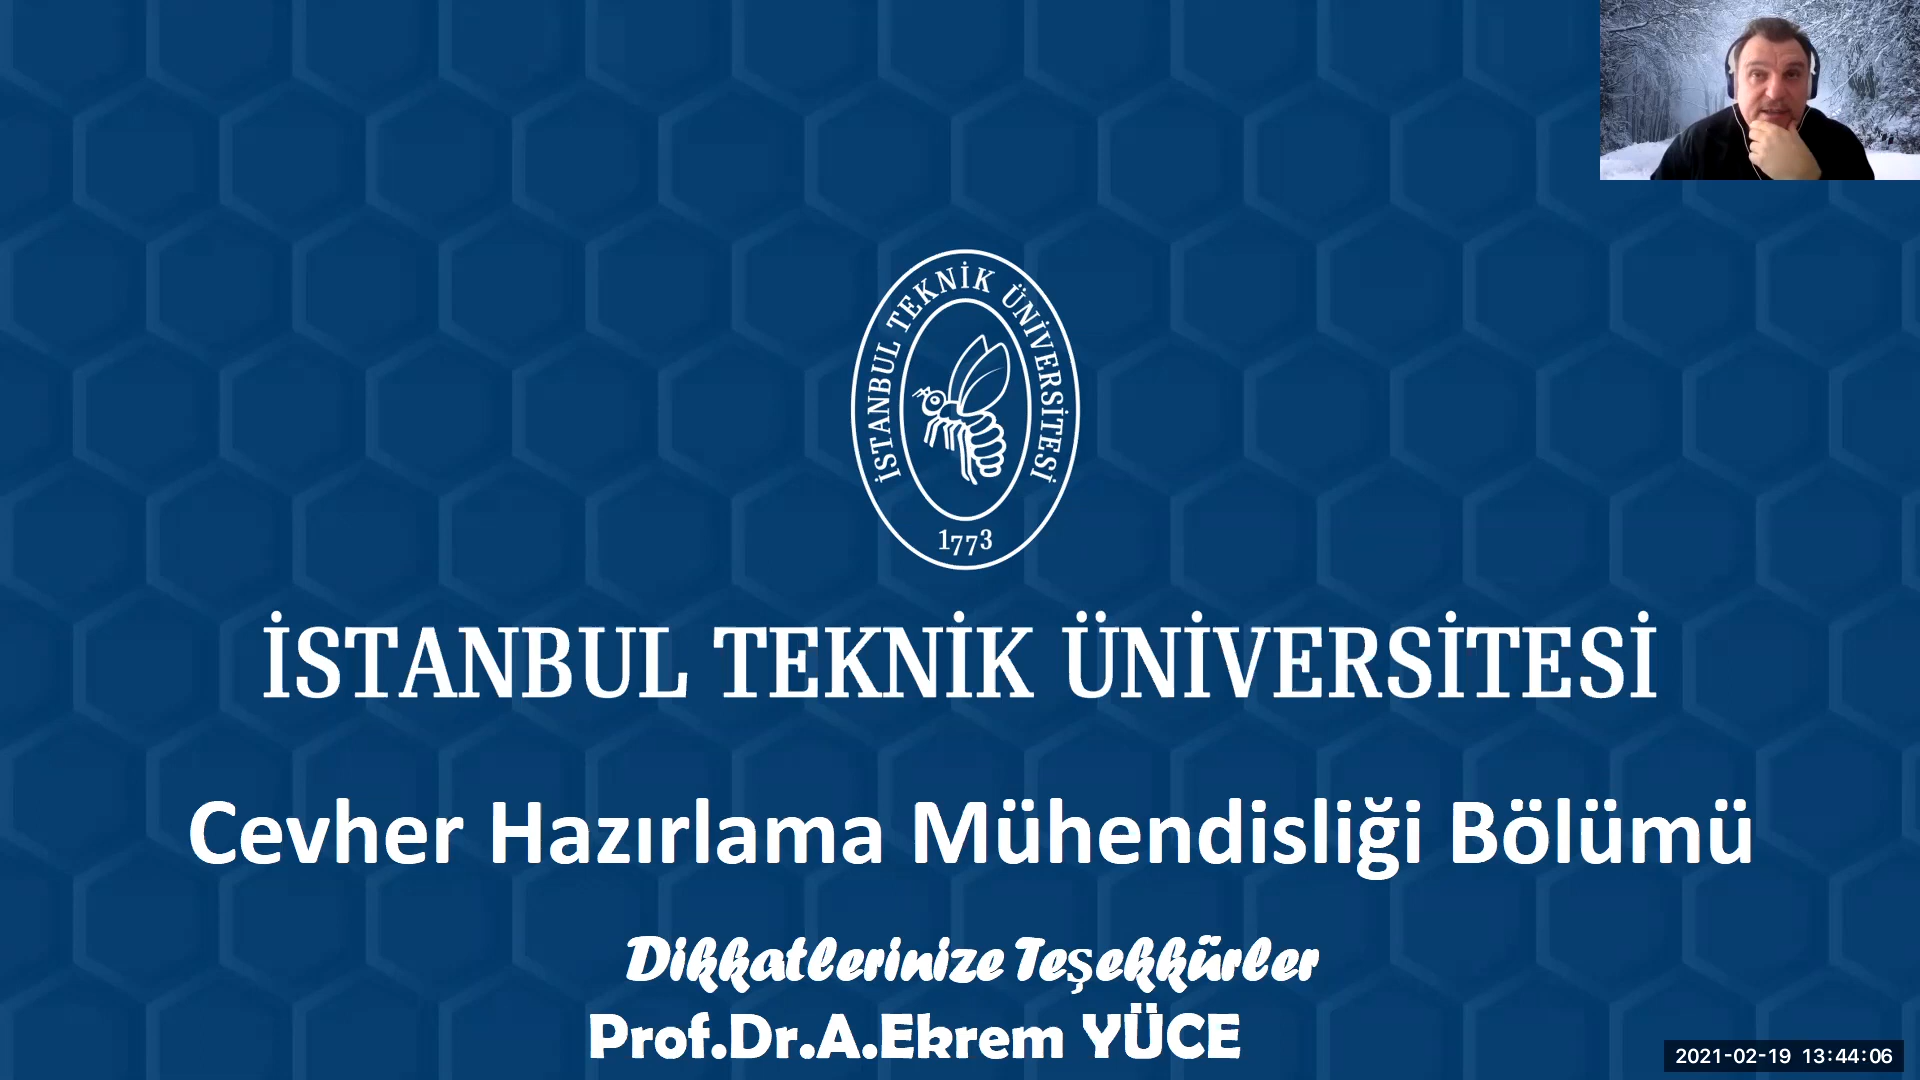 İSTANBUL TEKNİK ÜNİVERSİTESİ
1773
İSTANBUL TEKNİK ÜNİVERSİTESİ
Cevher Hazırlama Mühendisliği Bölümü
Dikkatlerinize Teşekkürler
Prof.Dr.A.Ekrem YÜCE
2021-02-19 13:44:06